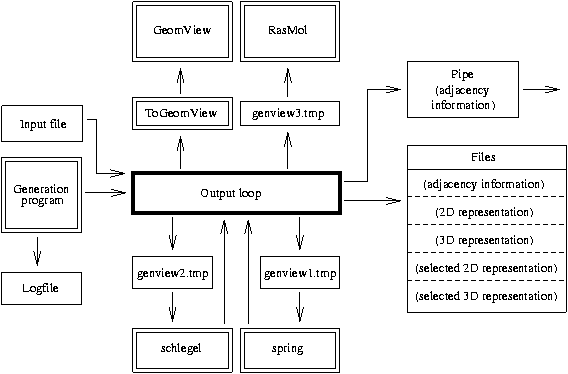 GeomView
RasMol
Pipe
(adjacency
information)
ToGeomView
genview3.tmp
Input file
Files
(adjacency information)
(2D representation)
(3D representation)
(selected 2D representation)
(selected 3D representation)
Generation
program
Output loop
Logfile
genview2.tmp
genview1.tmp
schlegel
spring